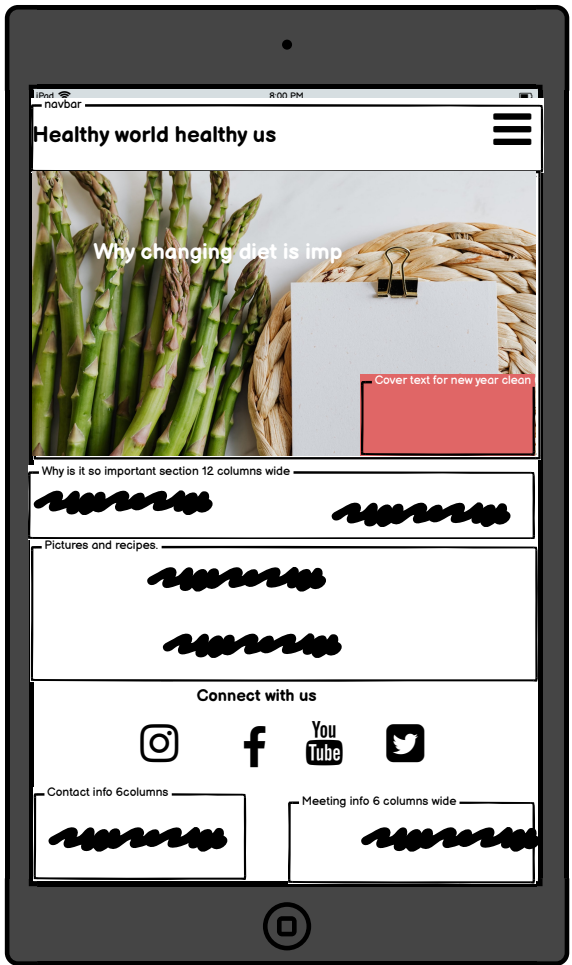 iPad
8:00 PM
navbar
Healthy world healthy us
Why changing diet is imp
Cover text for new year clean
Why is it so important section 12 columns wide
Pictures and recipes.
Connect with us
You
Tube
Contact info 6columns
Meeting info 6 columns wide